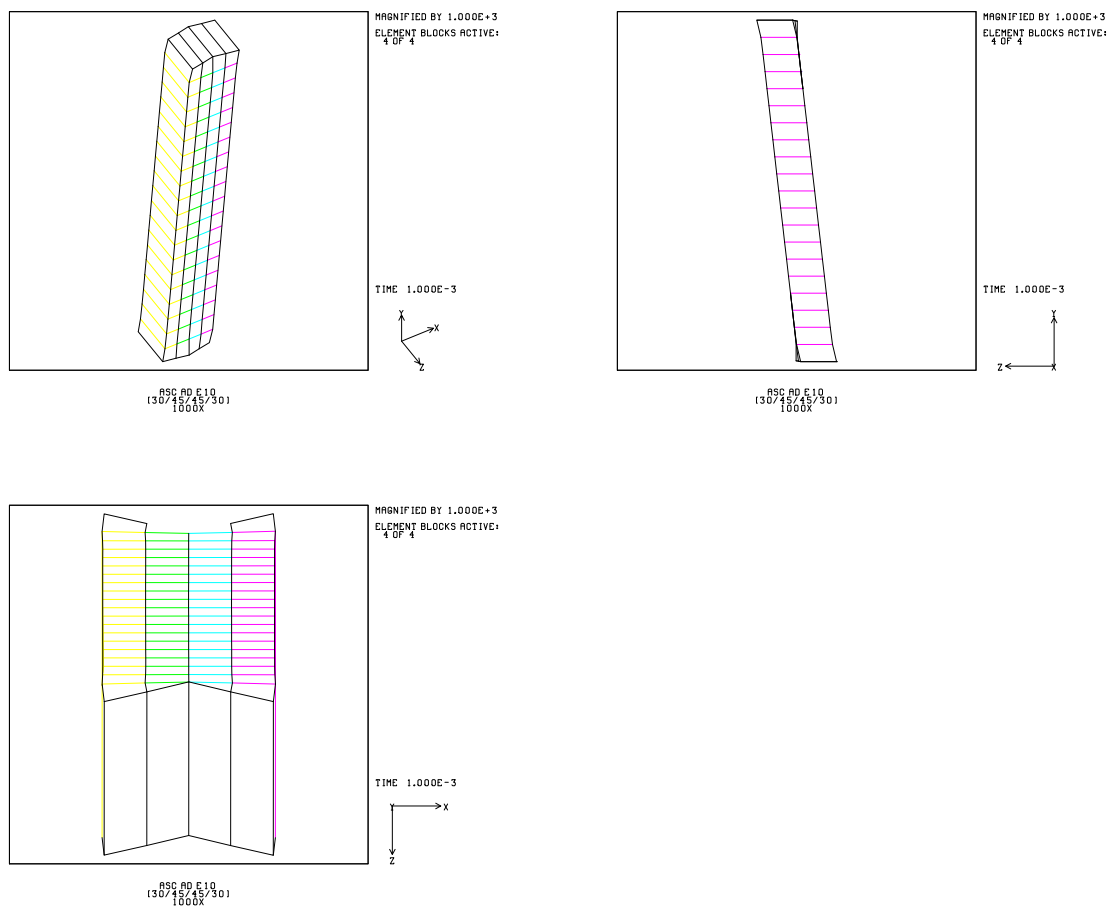 MAGNIFIED BY 1.000E+3
ELEMENT BLOCKS ACTIVE:
4 OF 4
TIME 1.000E-3
Y
X
Z
ASC AD E10
[30/45/45/30]
1000X
MAGNIFIED BY 1.000E+3
ELEMENT BLOCKS ACTIVE:
4 OF 4
TIME 1.000E-3
Y
Z
X
ASC AD E10
[30/45/45/30]
1000X
MAGNIFIED BY 1.000E+3
ELEMENT BLOCKS ACTIVE:
4 OF 4
TIME 1.000E-3
Y
X
Z
ASC AD E10
[30/45/45/30]
1000X